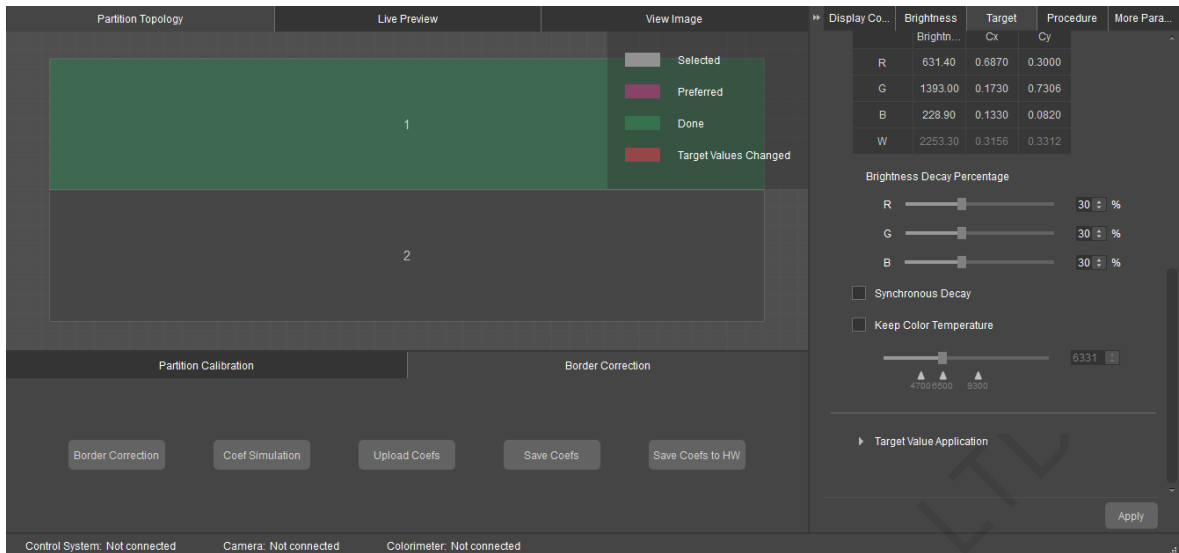 Partition Topology Live Preview View Image Display Co... Brightness Target Procedure More Para...
Brightn... Cx Cy
Selected
R 631.40 0.6870 0.3000
Preferred
G 1393.00 0.1730 0.7306
1
Done
B 228.90 0.1330 0.0820
Target Values Changed
W 2253.30 0.3156 0.3312
Brightness Decay Percentage
R 30 %
G 30 %
2
B 30 %
Synchronous Decay
Keep Color Temperature
6331
Partition Calibration Border Correction
4700 6500 9300
Target Value Application
Border Correction Coef Simulation Upload Coefs Save Coefs Save Coefs to HW
LTD
Apply
Control System: Not connected Camera: Not connected Colorimeter: Not connected